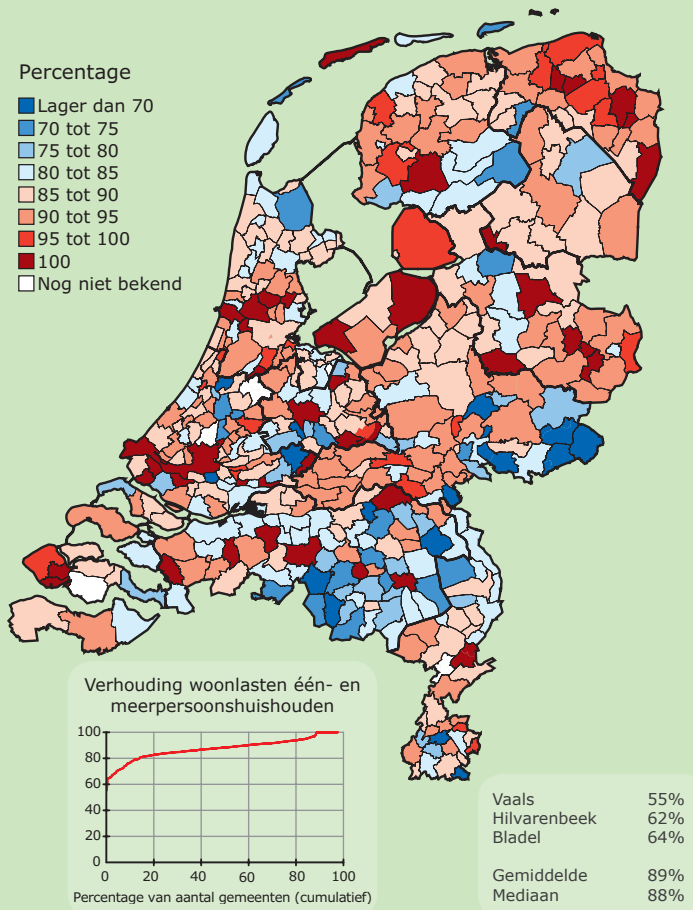 Percentage
Lager dan 70
70 tot 75
75 tot 80
80 tot 85
85 tot 90
90 tot 95
95 tot 100
100
Nog niet bekend
Verhouding woonlasten één- en
meerpersoonshuishouden
100
80
60
40
20
0
0 20 40 60 80 100
Percentage van aantal gemeenten (cumulatief)
Vaals 55%
Hilvarenbeek 62%
Bladel 64%
Gemiddelde 89%
Mediaan 88%